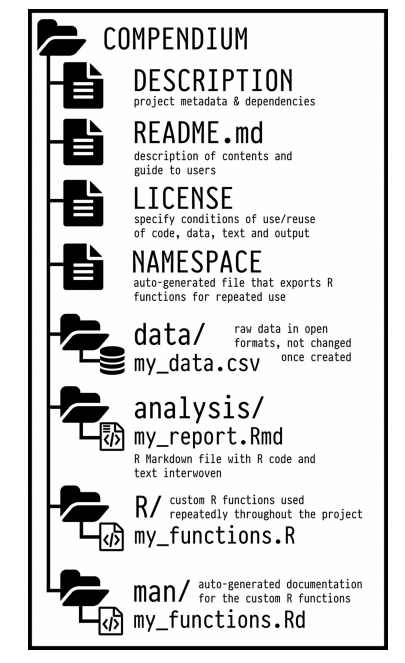 COMPENDIUM
DESCRIPTION
project metadata & dependencies
README.md
description of contents and
guide to users
LICENSE
specify conditions of use/reuse
of code, data, text and output
NAMESPACE
auto-generated file that exports R
functions for repeated use
data/
raw data in open
formats, not changed
once created
my_data.csv
analysis/
my_report.Rmd
R Markdown file with R code and
text interwoven
R/
custom R functions used
repeatedly throughout the project
my_functions.R
man/
auto-generated documentation
for the custom R functions
my_functions.Rd